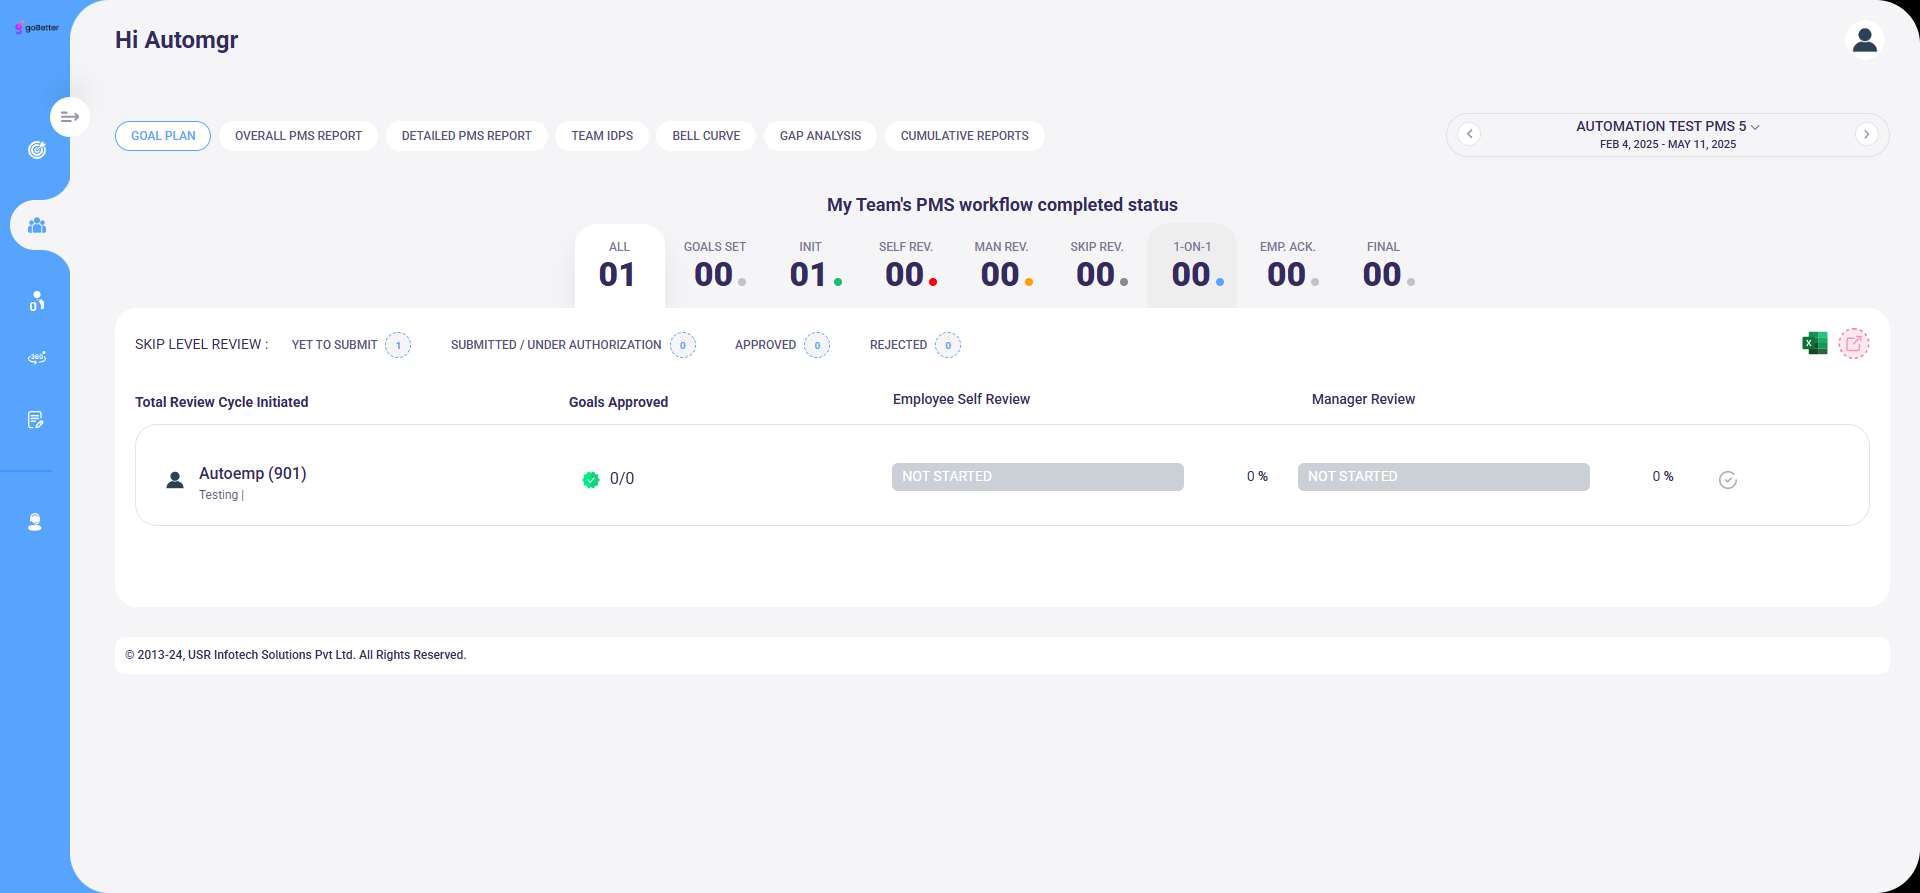 goBetter
Hi Automgr
GOAL PLAN OVERALL PMS REPORT DETAILED PMS REPORT TEAM IDPS BELL CURVE GAP ANALYSIS CUMULATIVE REPORTS
AUTOMATION TEST PMS 5
FEB 4, 2025 - MAY 11, 2025
My Team's PMS workflow completed status
ALL GOALS SET INIT SELF REV. MAN REV. SKIP REV. 1-ON-1 EMP. ACK. FINAL
01 00 01 00 00 00 00 00 00
SKIP LEVEL REVIEW : YET TO SUBMIT 1 SUBMITTED / UNDER AUTHORIZATION 0 APPROVED 0 REJECTED 0
Total Review Cycle Initiated Goals Approved Employee Self Review Manager Review
Autoemp (901) 0/0 NOT STARTED 0 % NOT STARTED 0 %
Testing |
© 2013-24, USR Infotech Solutions Pvt Ltd. All Rights Reserved.
360